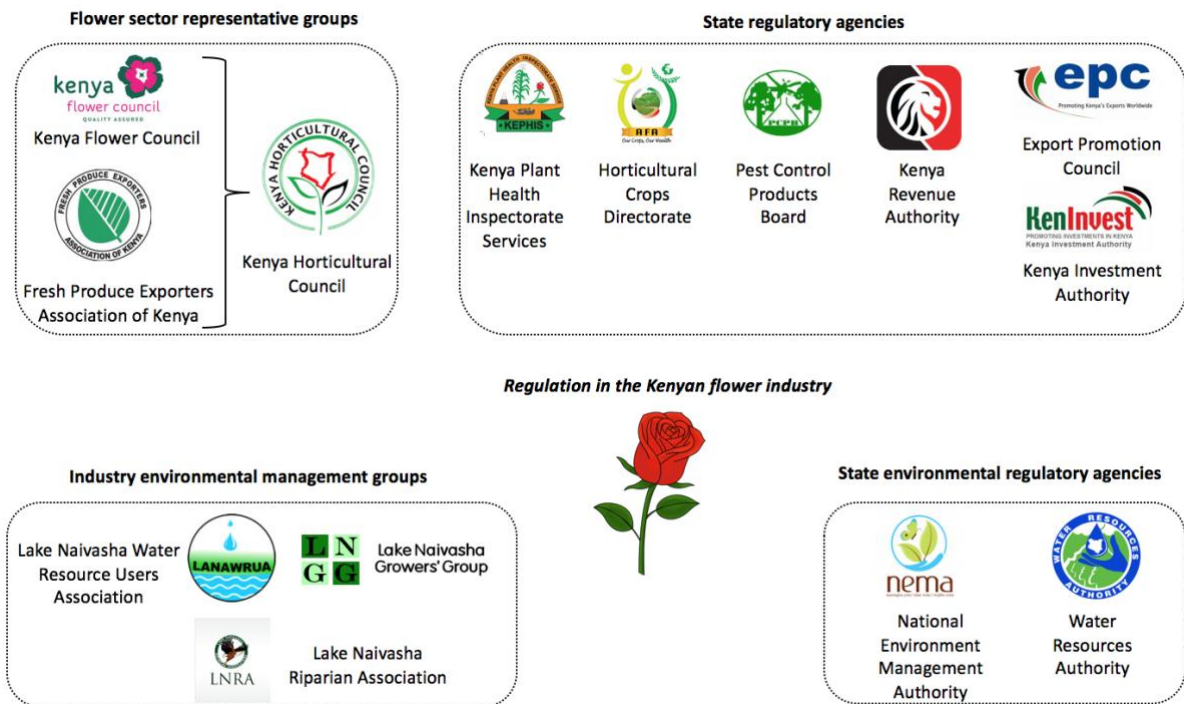 Flower sector representative groups
kenya
flower council
QUALITY ASSURED
Kenya Flower Council
FRESH PRODUCE EXPORTERS
ASSOCIATION OF KENYA
Fresh Produce Exporters
Association of Kenya
KENYA HORTICULTURAL COUNCIL
Kenya Horticultural
Council
State regulatory agencies
KENYA PLANT HEALTH INSPECTORATE SERVICE
KEPHIS
Kenya Plant
Health
Inspectorate
Services
AFA
Our Crops, Our Wealth
Horticultural
Crops
Directorate
PCPB
Pest Control
Products
Board
Kenya
Revenue
Authority
epc
Promoting Kenya's Exports Worldwide
Export Promotion
Council
KenInvest
PROMOTING INVESTMENTS IN KENYA
Kenya Investment Authority
Kenya Investment
Authority
Regulation in the Kenyan flower industry
Industry environmental management groups
Lake Naivasha Water
Resource Users
Association
LANAWRUA
L N
G G
Lake Naivasha
Growers' Group
LNRA
Lake Naivasha
Riparian Association
State environmental regulatory agencies
nema
National
Environment
Management
Authority
WATER RESOURCES
AUTHORITY
Water
Resources
Authority